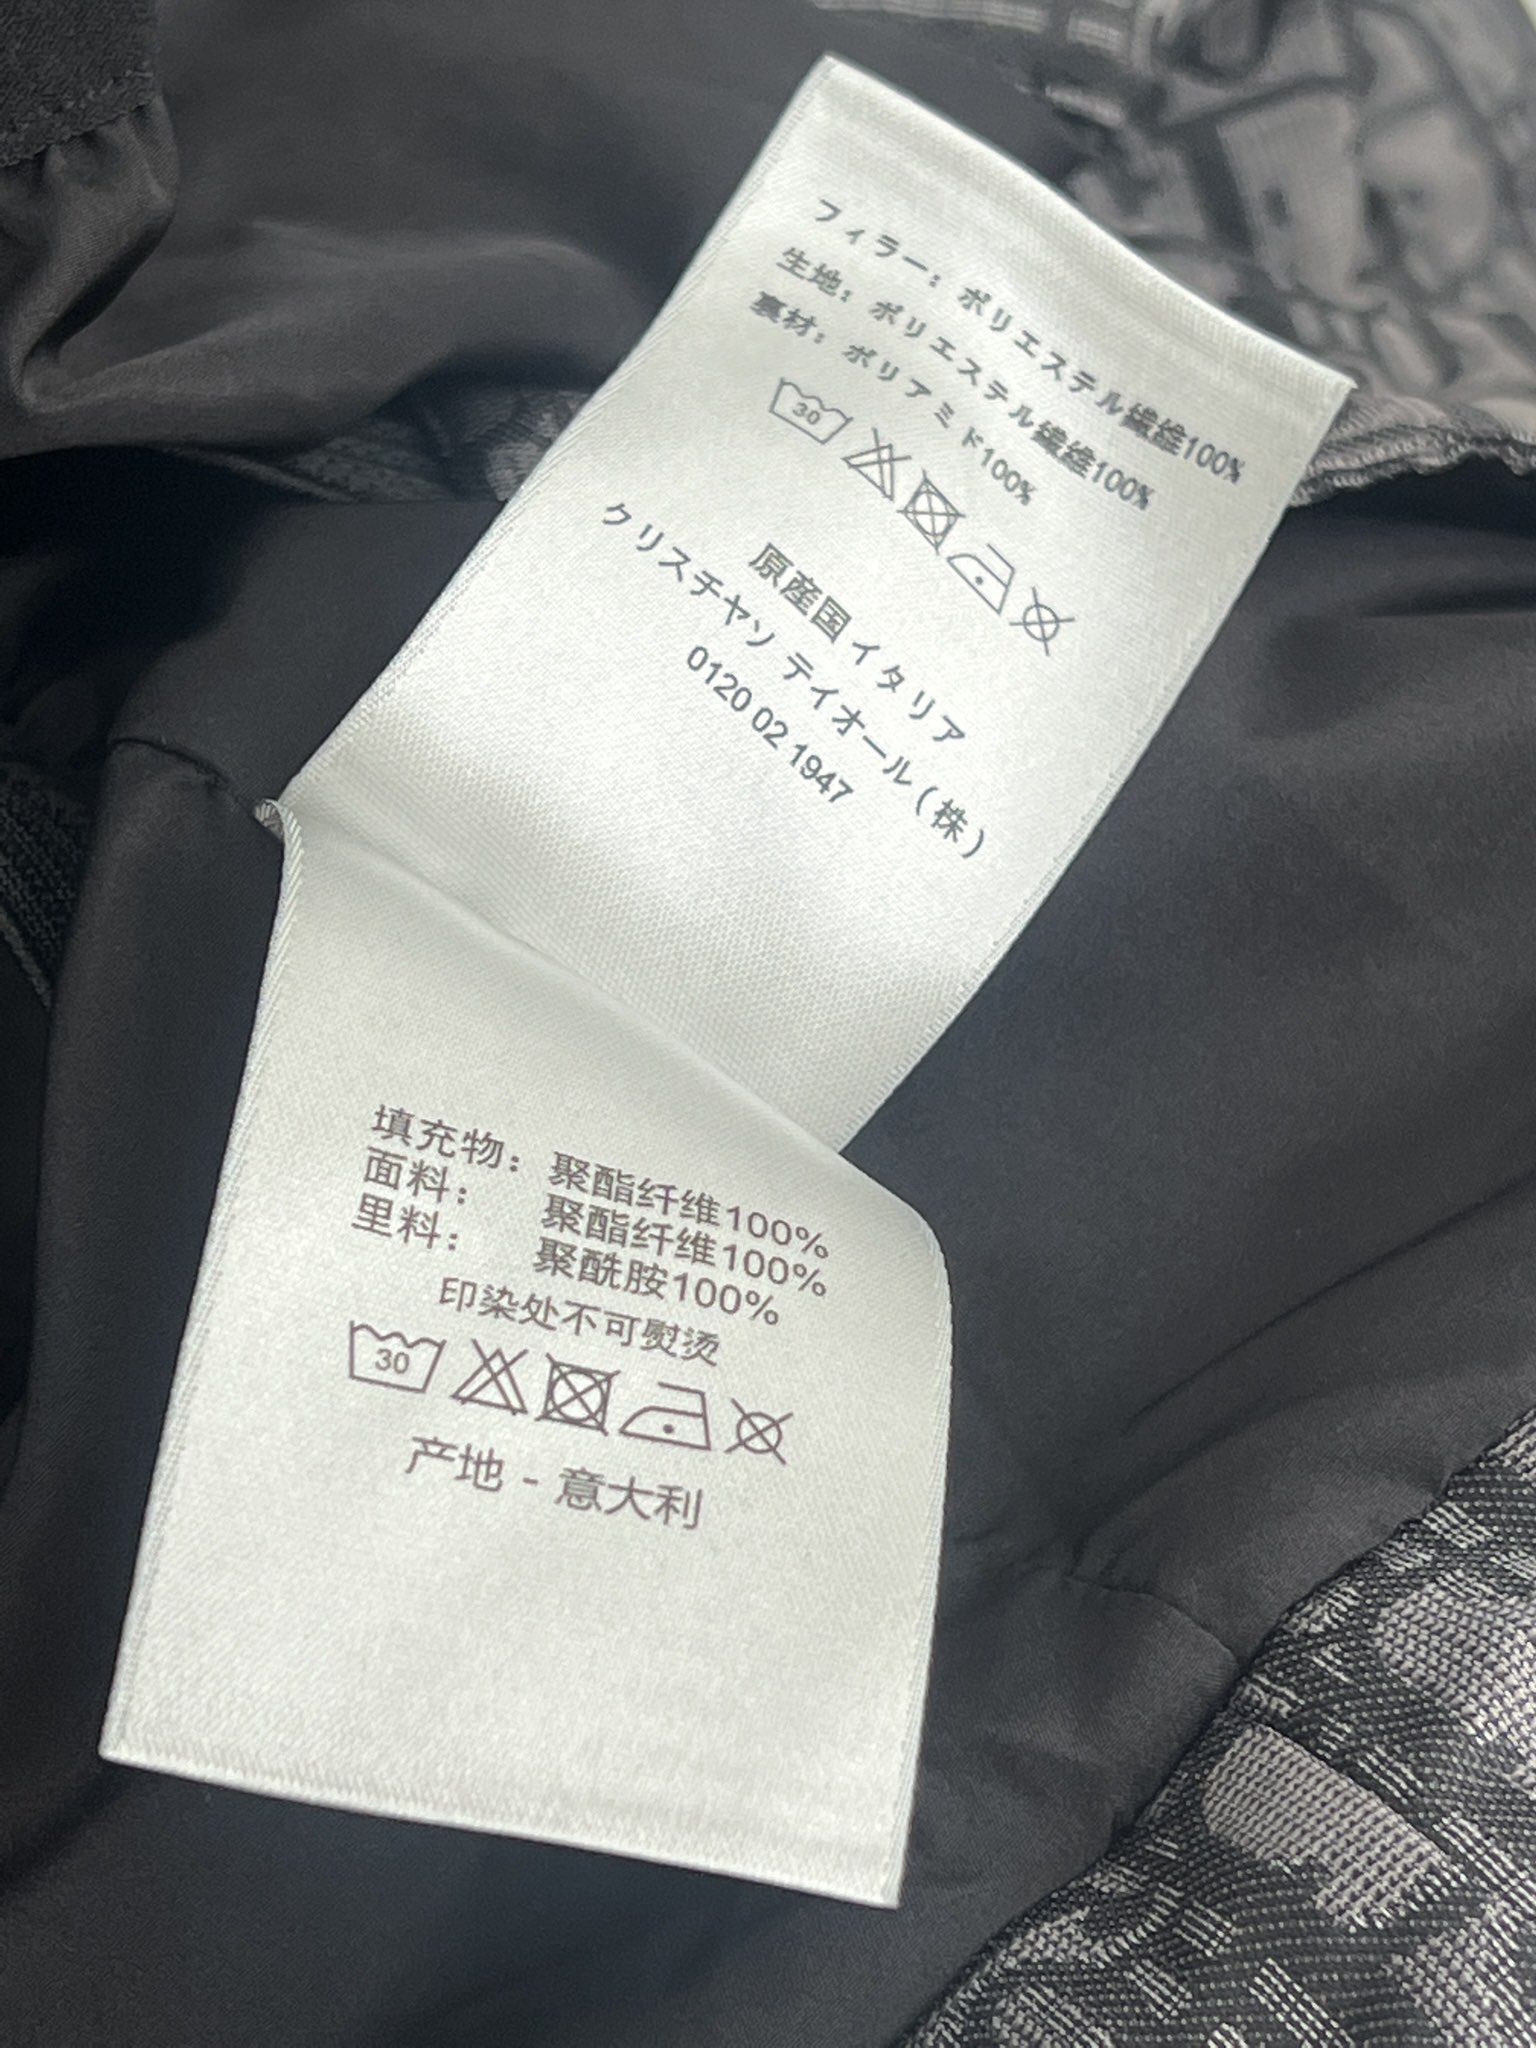 フィラー: ポリエステル繊維100%
生地: ポリエステル繊維100%
裏材: ポリアミド100%
30
原産国 イタリア
クリスチャン ディオール (株)
0120 02 1947
填充物: 聚酯纤维100%
面料: 聚酯纤维100%
里料: 聚酰胺100%
印染处不可熨烫
30
产地 - 意大利